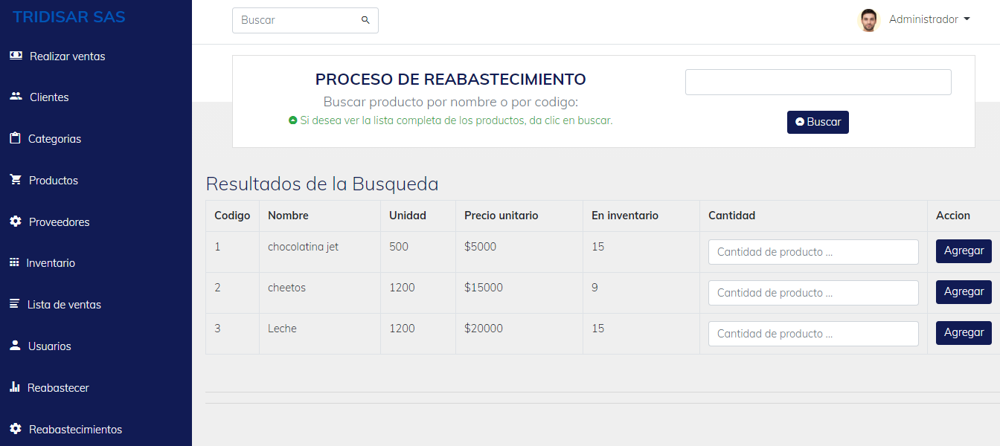 TRIDISAR SAS
Realizar ventas
Clientes
Categorias
Productos
Proveedores
Inventario
Lista de ventas
Usuarios
Reabastecer
Reabastecimientos
Buscar
Administrador
PROCESO DE REABASTECIMIENTO
Buscar producto por nombre o por codigo:
Si desea ver la lista completa de los productos, da clic en buscar.
Buscar
Resultados de la Busqueda
Codigo Nombre Unidad Precio unitario En inventario Cantidad Accion
1 chocolatina jet 500 $5000 15 Cantidad de producto ... Agregar
2 cheetos 1200 $15000 9 Cantidad de producto ... Agregar
3 Leche 1200 $20000 15 Cantidad de producto ... Agregar